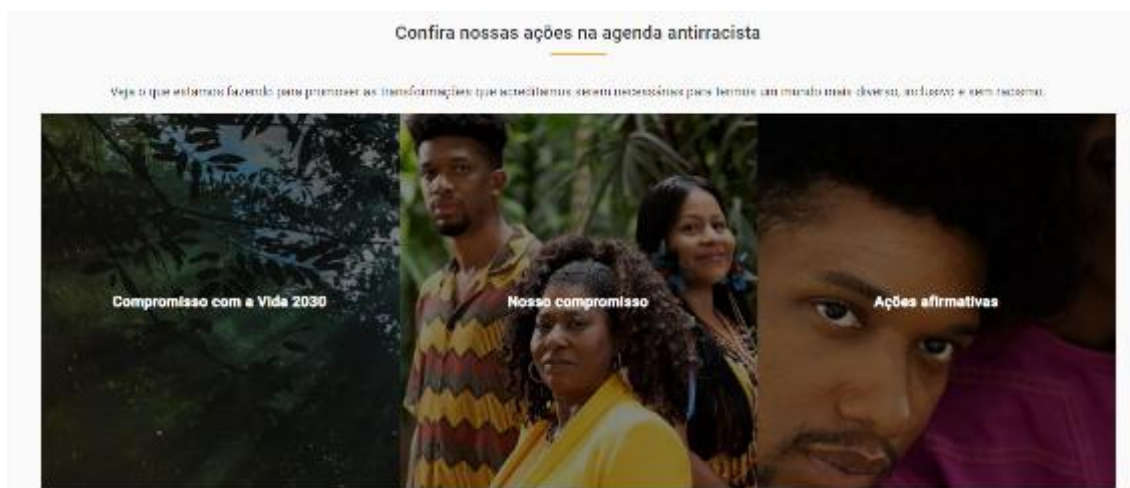 Confira nossas ações na agenda antirracista
Veja o que estamos fazendo para promover as transformações que acreditamos serem necessárias para termos um mundo mais diverso, inclusivo e sem racismo.
Compromisso com a Vida 2030
Nosso compromisso
Ações afirmativas